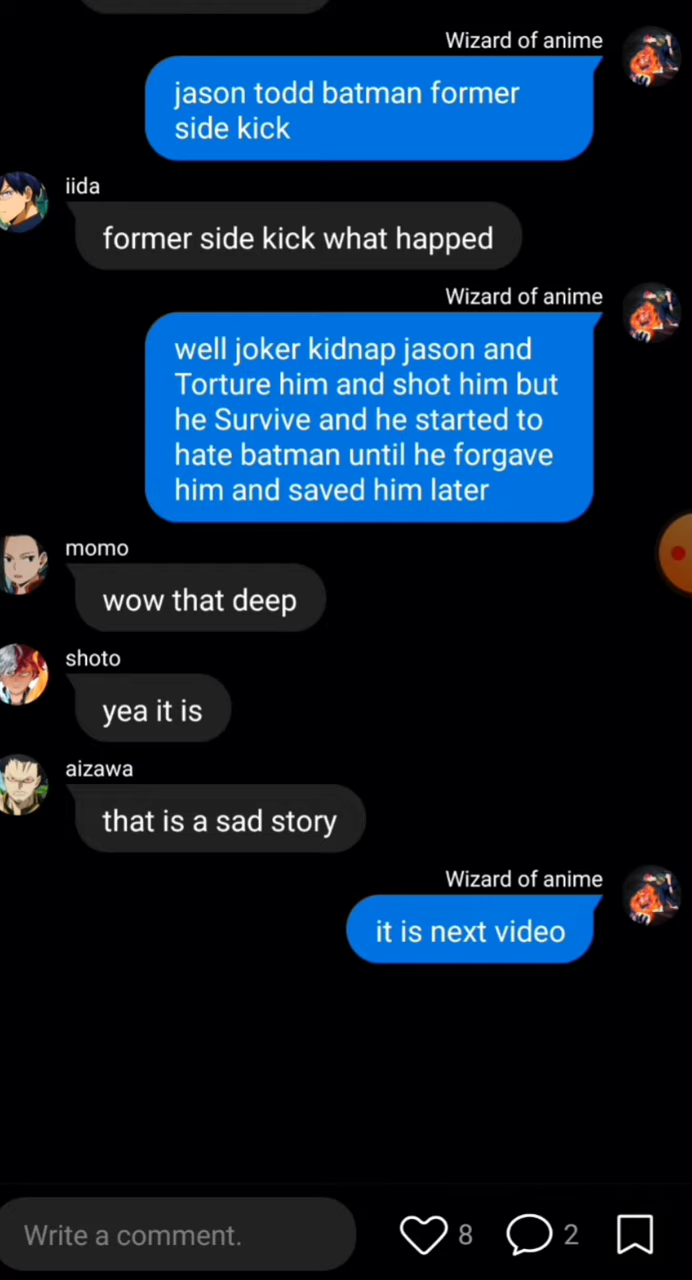 Wizard of anime
jason todd batman former
side kick
iida
former side kick what happed
Wizard of anime
well joker kidnap jason and
Torture him and shot him but
he Survive and he started to
hate batman until he forgave
him and saved him later
momo
wow that deep
shoto
yea it is
aizawa
that is a sad story
Wizard of anime
it is next video
Write a comment.
8
2